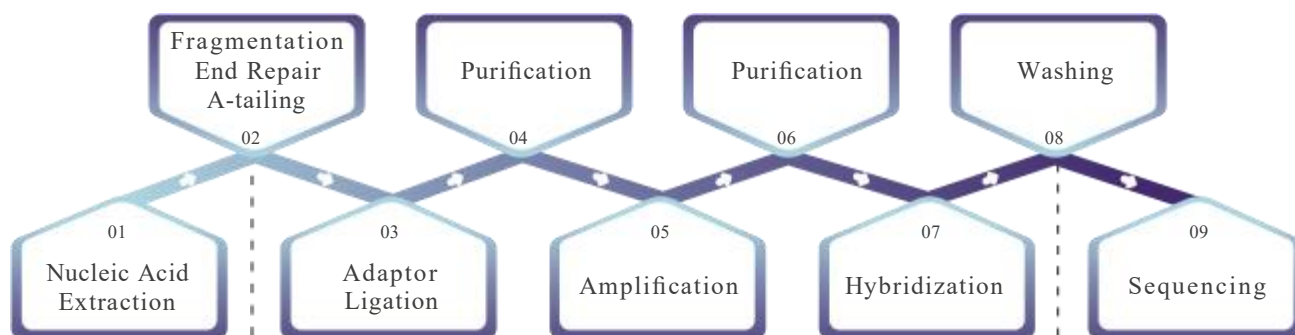 01
Nucleic Acid
Extraction
Fragmentation
End Repair
A-tailing
02
03
Adaptor
Ligation
Purification
04
05
Amplification
Purification
06
07
Hybridization
Washing
08
09
Sequencing